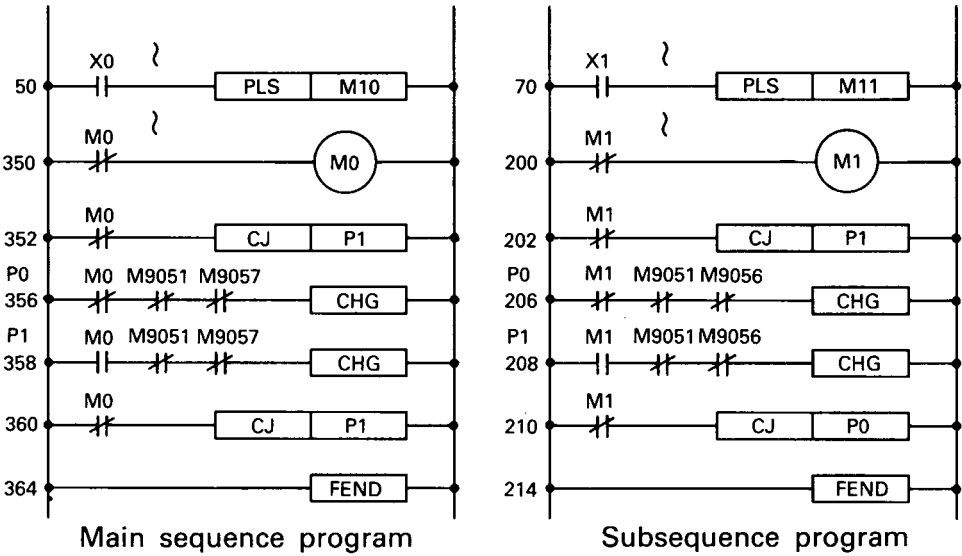 X0
50 PLS M10
M0
350 M0
M0
352 CJ P1
P0 M0 M9051 M9057
356 CHG
P1 M0 M9051 M9057
358 CHG
M0
360 CJ P1
364 FEND
Main sequence program
X1
70 PLS M11
M1
200 M1
M1
202 CJ P1
P0 M1 M9051 M9056
206 CHG
P1 M1 M9051 M9056
208 CHG
M1
210 CJ P0
214 FEND
Subsequence program